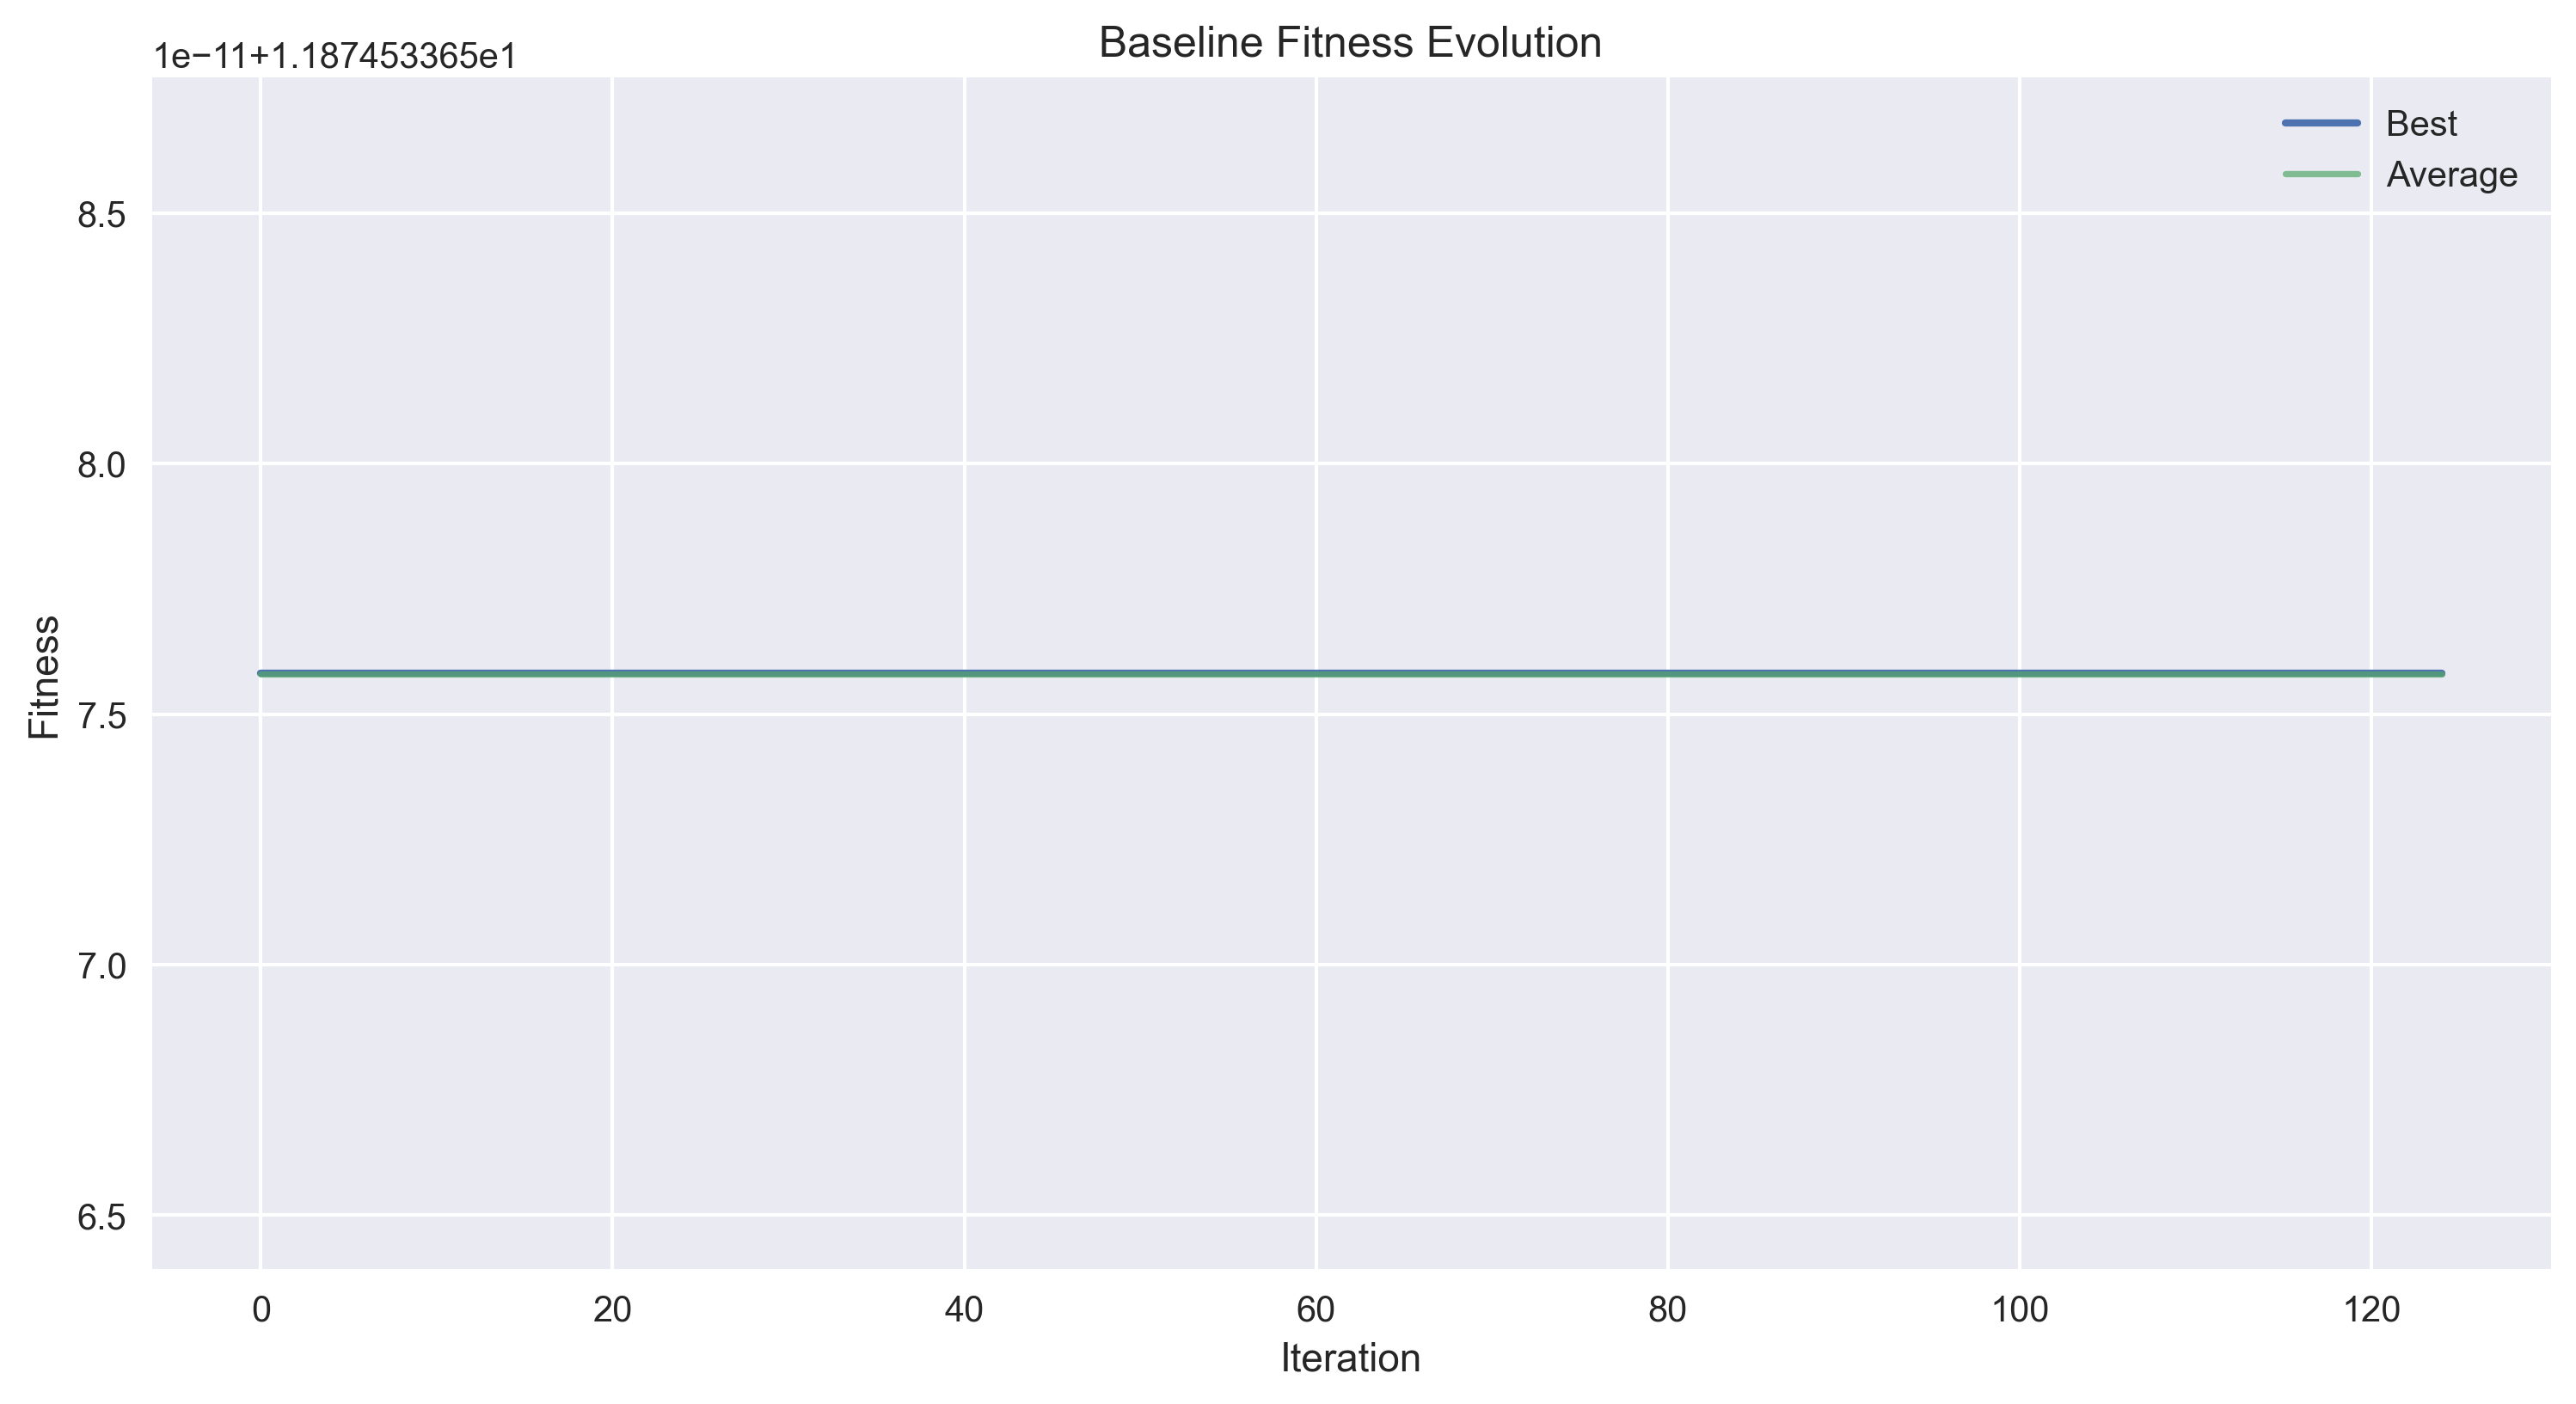 Baseline Fitness Evolution
1e−11+1.187453365e1
Best
Average
8.5
8.0
7.5
7.0
6.5
Fitness
0 20 40 60 80 100 120
Iteration